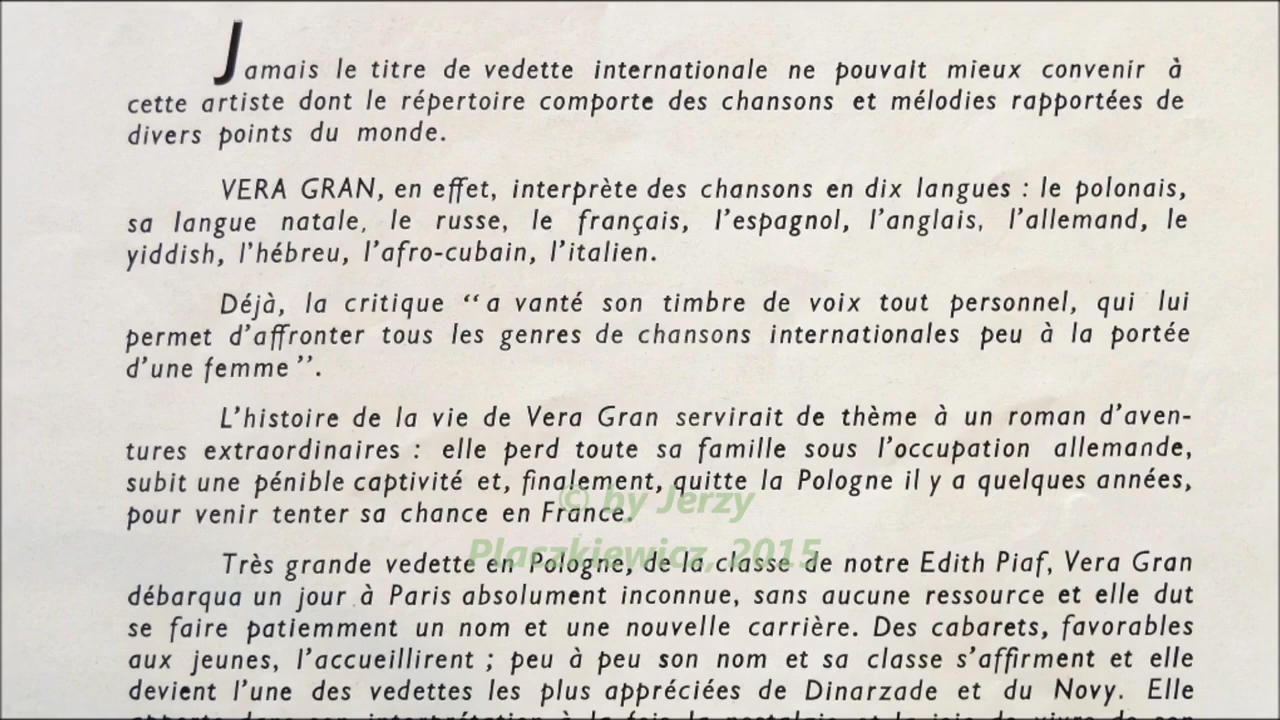 Jamais le titre de vedette internationale ne pouvait mieux convenir à
cette artiste dont le répertoire comporte des chansons et mélodies rapportées de
divers points du monde.
VERA GRAN, en effet, interprète des chansons en dix langues : le polonais,
sa langue natale, le russe, le français, l'espagnol, l'anglais, l'allemand, le
yiddish, l'hébreu, l'afro-cubain, l'italien.
Déjà, la critique “a vanté son timbre de voix tout personnel, qui lui
permet d'affronter tous les genres de chansons internationales peu à la portée
d'une femme”.
L'histoire de la vie de Vera Gran servirait de thème à un roman d'aven-
tures extraordinaires : elle perd toute sa famille sous l'occupation allemande,
subit une pénible captivité et, finalement, quitte la Pologne il y a quelques années,
© by Jerzy
pour venir tenter sa chance en France.
Placzkiewicz, 2015
Très grande vedette en Pologne, de la classe de notre Edith Piaf, Vera Gran
débarqua un jour à Paris absolument inconnue, sans aucune ressource et elle dut
se faire patiemment un nom et une nouvelle carrière. Des cabarets, favorables
aux jeunes, l'accueillirent ; peu à peu son nom et sa classe s'affirment et elle
devient l'une des vedettes les plus appréciées de Dinarzade et du Novy. Elle